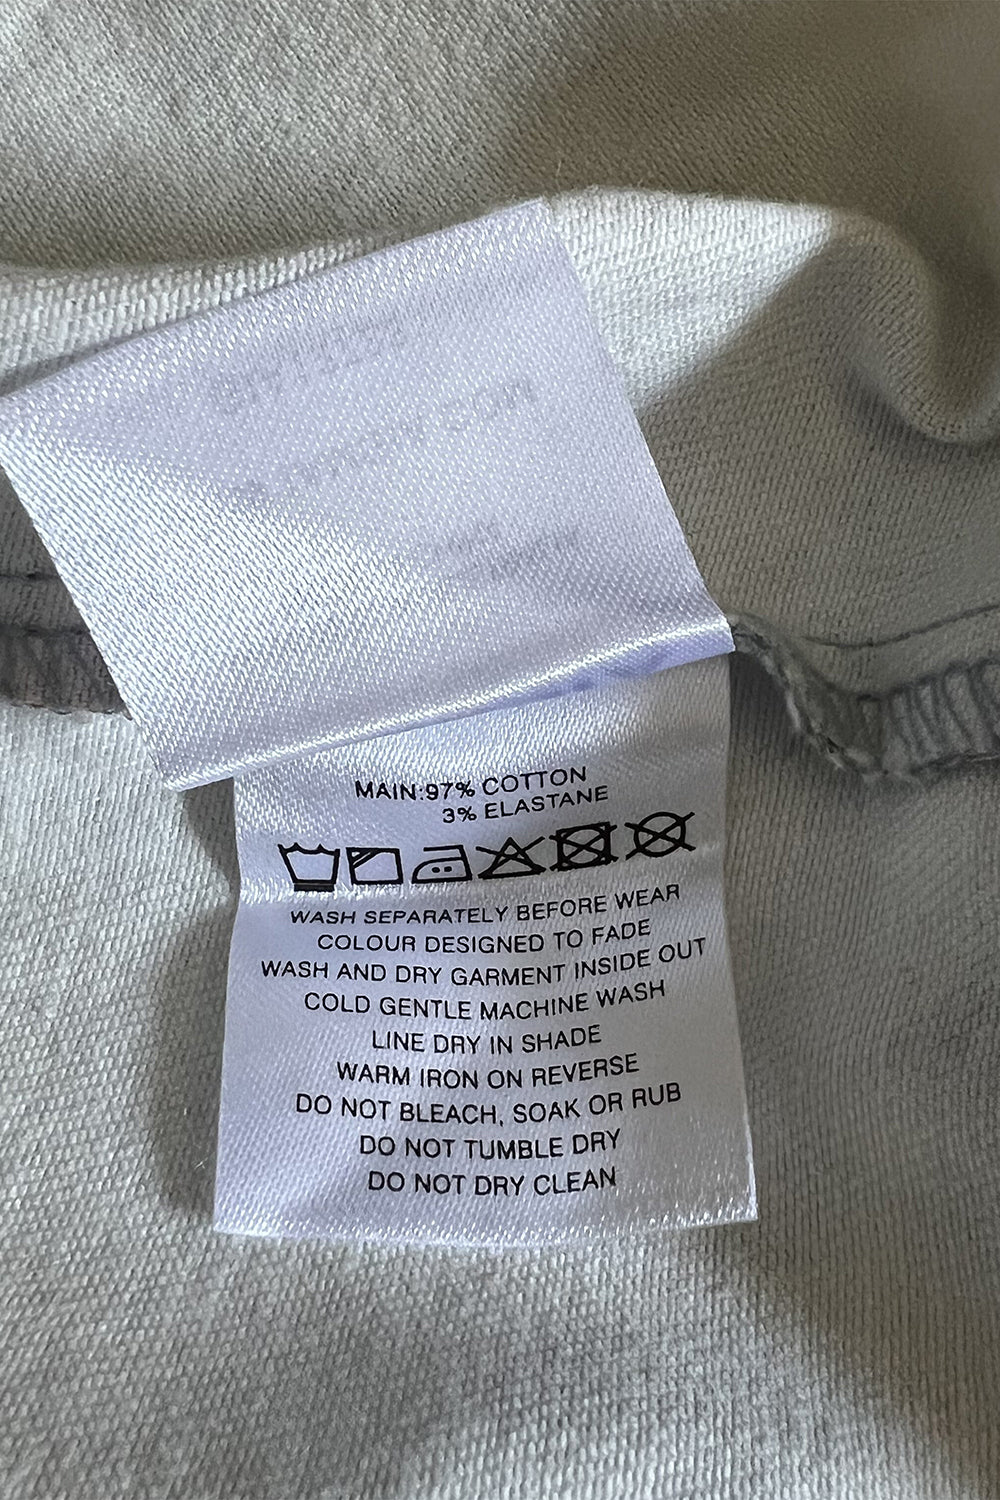 MAIN:97% COTTON
3% ELASTANE
WASH SEPARATELY BEFORE WEAR
COLOUR DESIGNED TO FADE
WASH AND DRY GARMENT INSIDE OUT
COLD GENTLE MACHINE WASH
LINE DRY IN SHADE
WARM IRON ON REVERSE
DO NOT BLEACH, SOAK OR RUB
DO NOT TUMBLE DRY
DO NOT DRY CLEAN